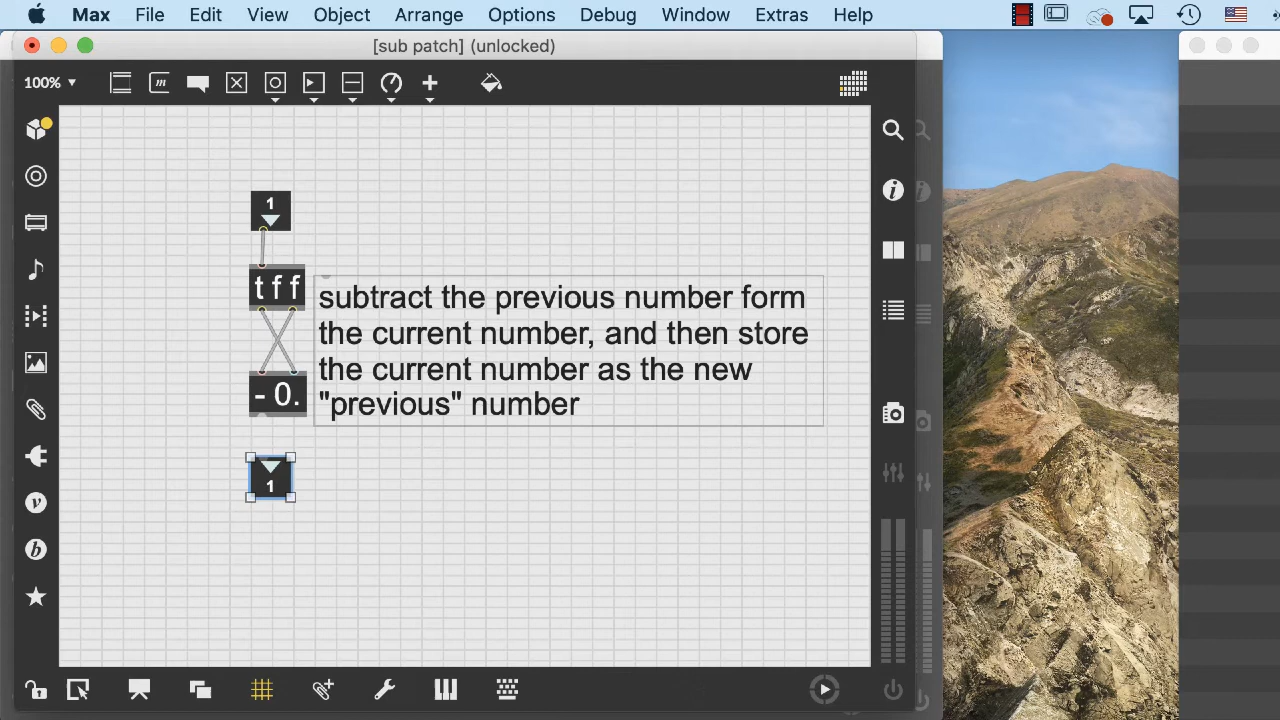 Max File Edit View Object Arrange Options Debug Window Extras Help
[sub patch] (unlocked)
100%
m
1
t f f
subtract the previous number form
the current number, and then store
the current number as the new
"previous" number
- 0.
1
v
b